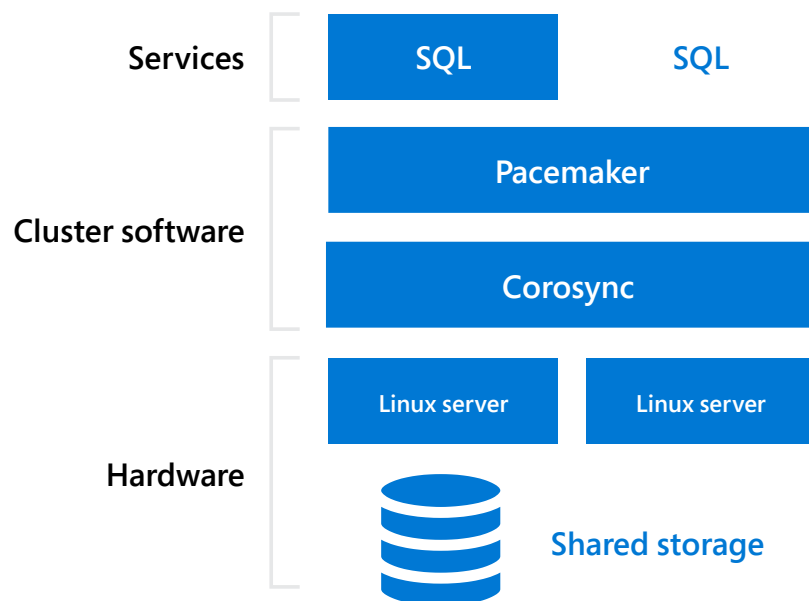 Services
SQL
SQL
Cluster software
Pacemaker
Corosync
Hardware
Linux server
Linux server
Shared storage